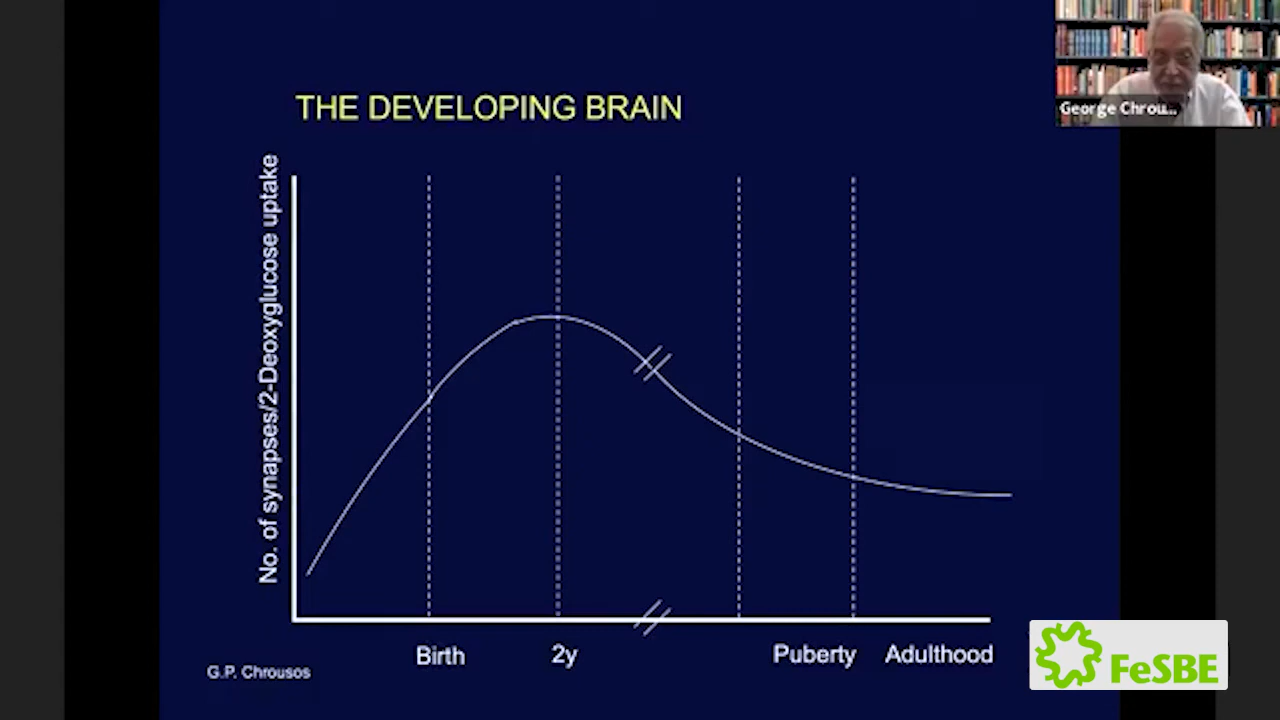 George Chrou...
THE DEVELOPING BRAIN
No. of synapses/2-Deoxyglucose uptake
Birth
2y
Puberty
Adulthood
G.P. Chrousos
FeSBE